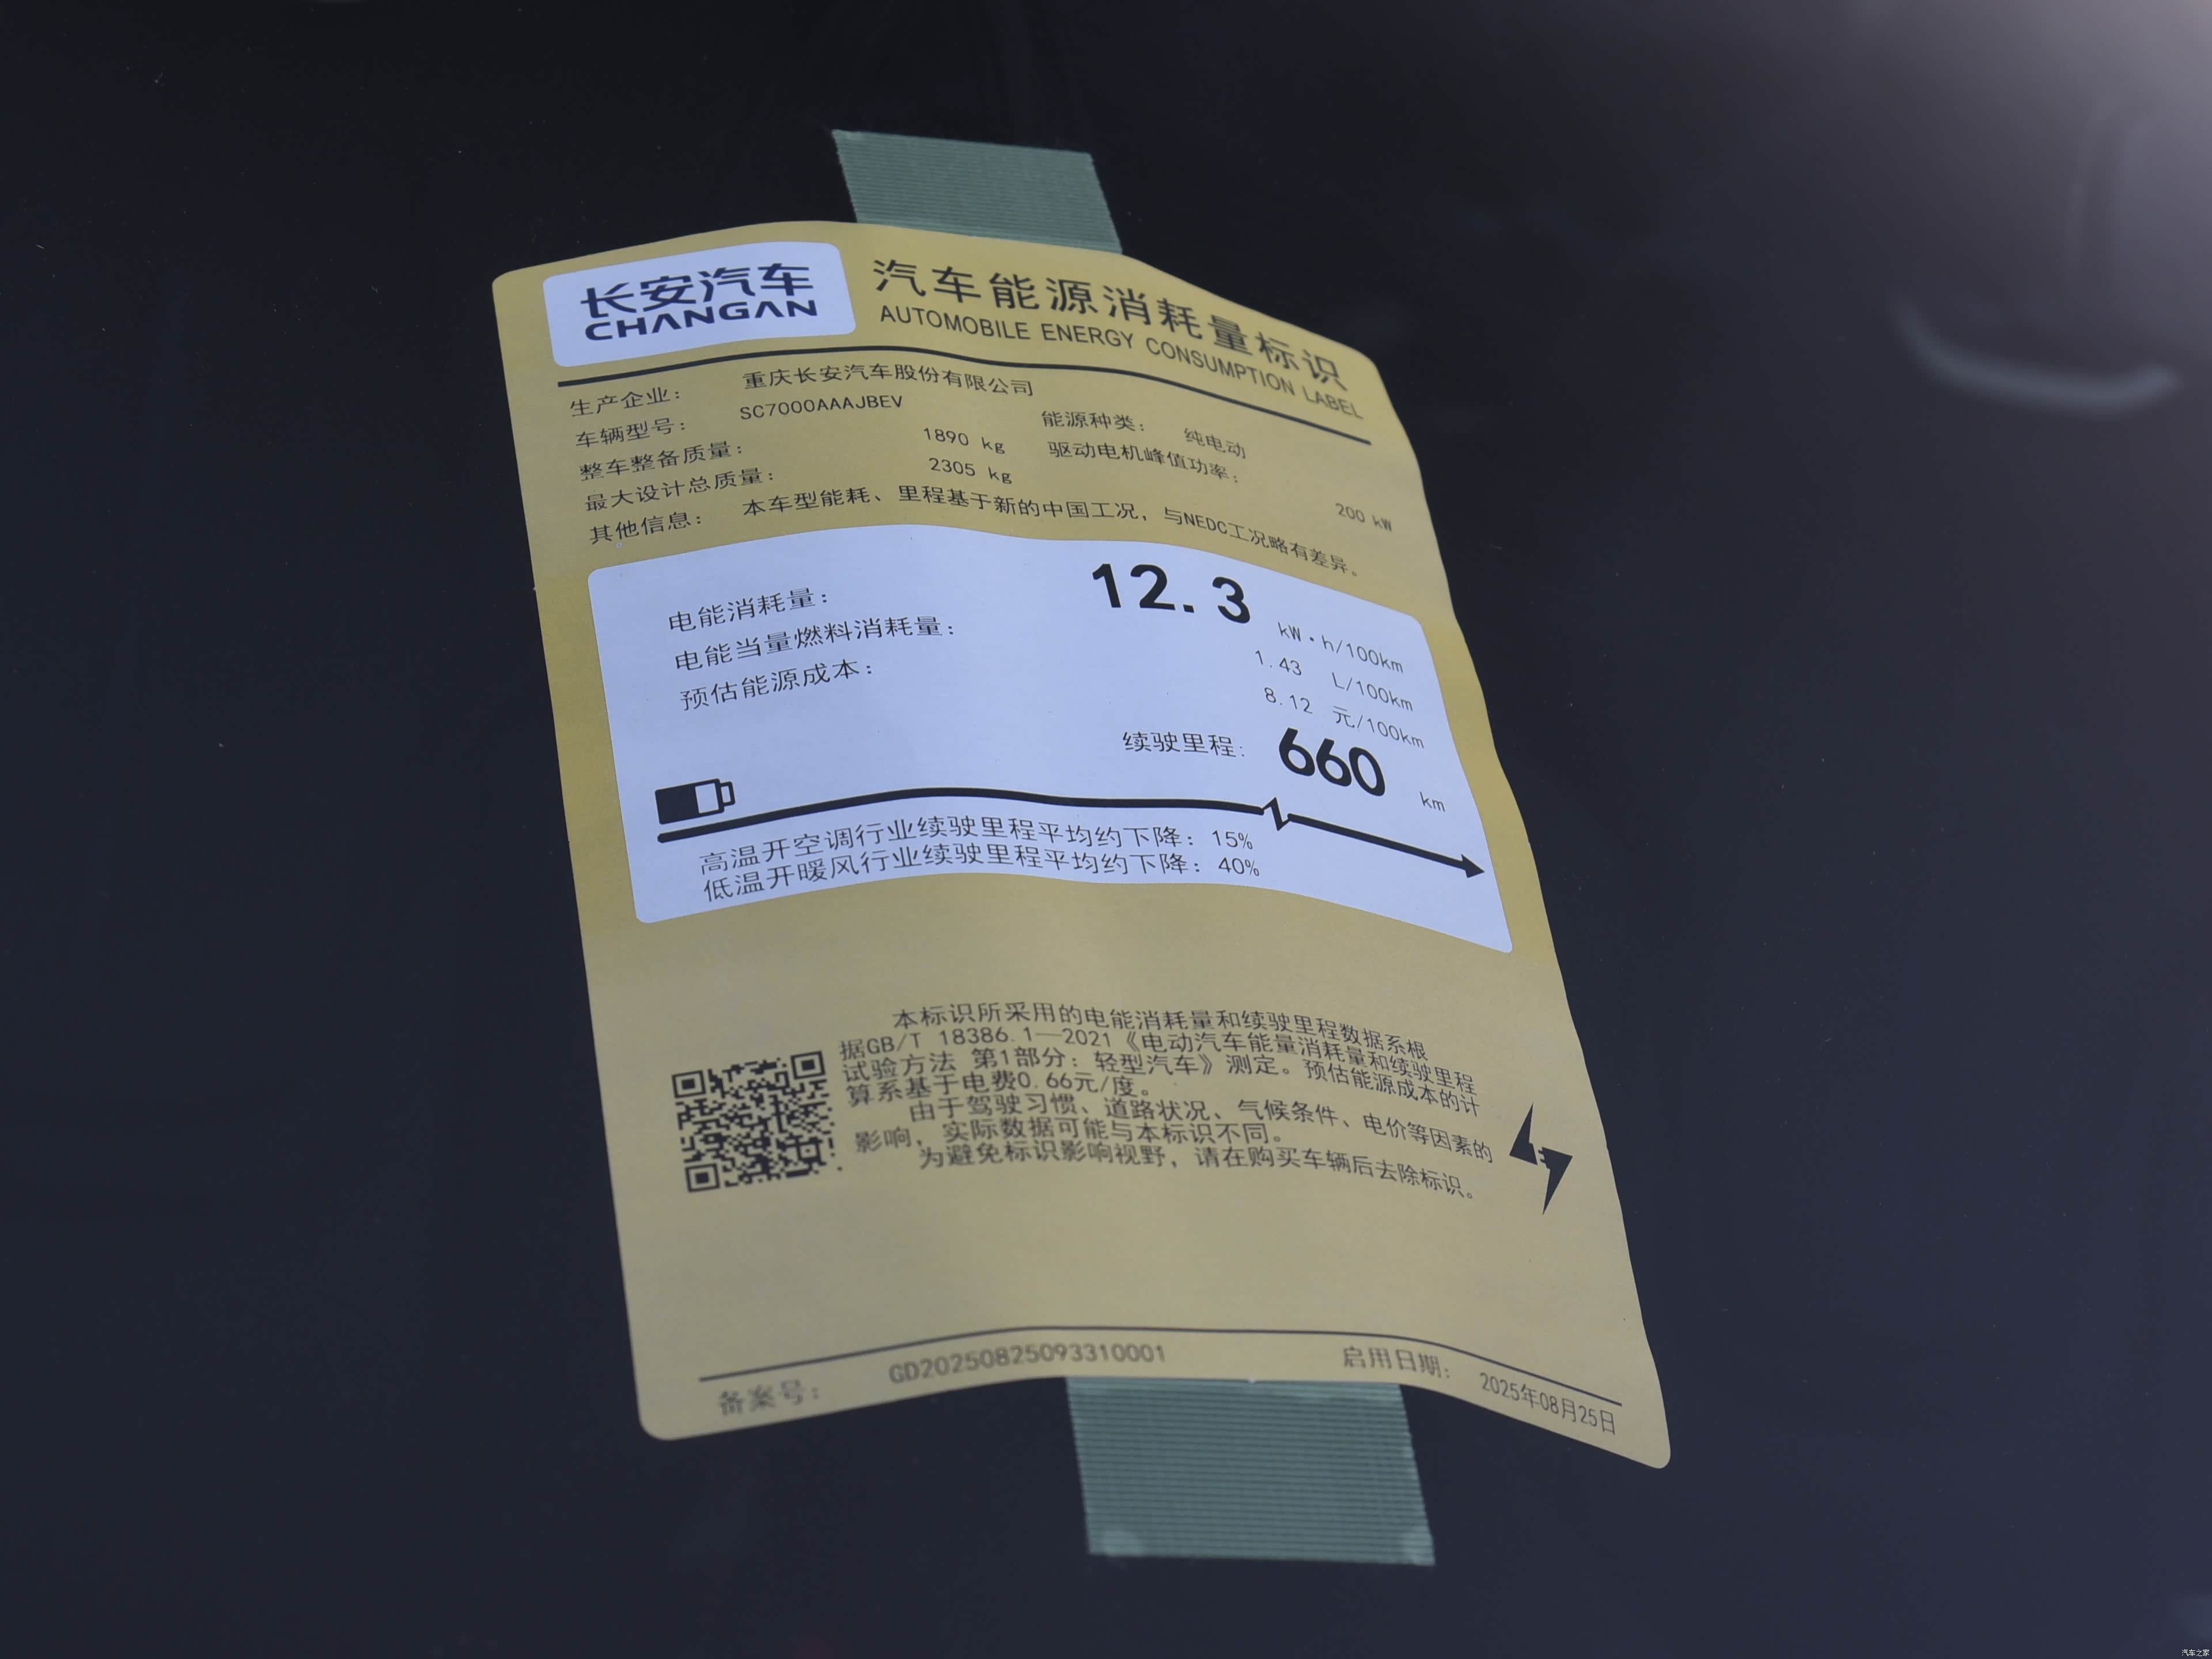 长安汽车
CHANGAN
汽车能源消耗量标识
AUTOMOBILE ENERGY CONSUMPTION LABEL
生产企业： 重庆长安汽车股份有限公司
车辆型号： SC7000AAAJBEV 能源种类： 纯电动
整车整备质量： 1890 kg 驱动电机峰值功率： 200 kW
最大设计总质量： 2305 kg
其他信息： 本车型能耗、里程基于新的中国工况，与NEDC工况略有差异。
电能消耗量： 12.3 kW·h/100km
电能当量燃料消耗量： 1.43 L/100km
预估能源成本： 8.12 元/100km
续驶里程: 660 km
高温开空调行业续驶里程平均约下降：15%
低温开暖风行业续驶里程平均约下降：40%
本标识所采用的电能消耗量和续驶里程数据系根
据GB/T 18386.1—2021《电动汽车能量消耗量和续驶里程
试验方法 第1部分：轻型汽车》测定。预估能源成本的计
算系基于电费0.66元/度。
由于驾驶习惯、道路状况、气候条件、电价等因素的
影响，实际数据可能与本标识不同。
为避免标识影响视野，请在购买车辆后去除标识。
备案号： GD20250825093310001 启用日期： 2025年08月25日
汽车之家